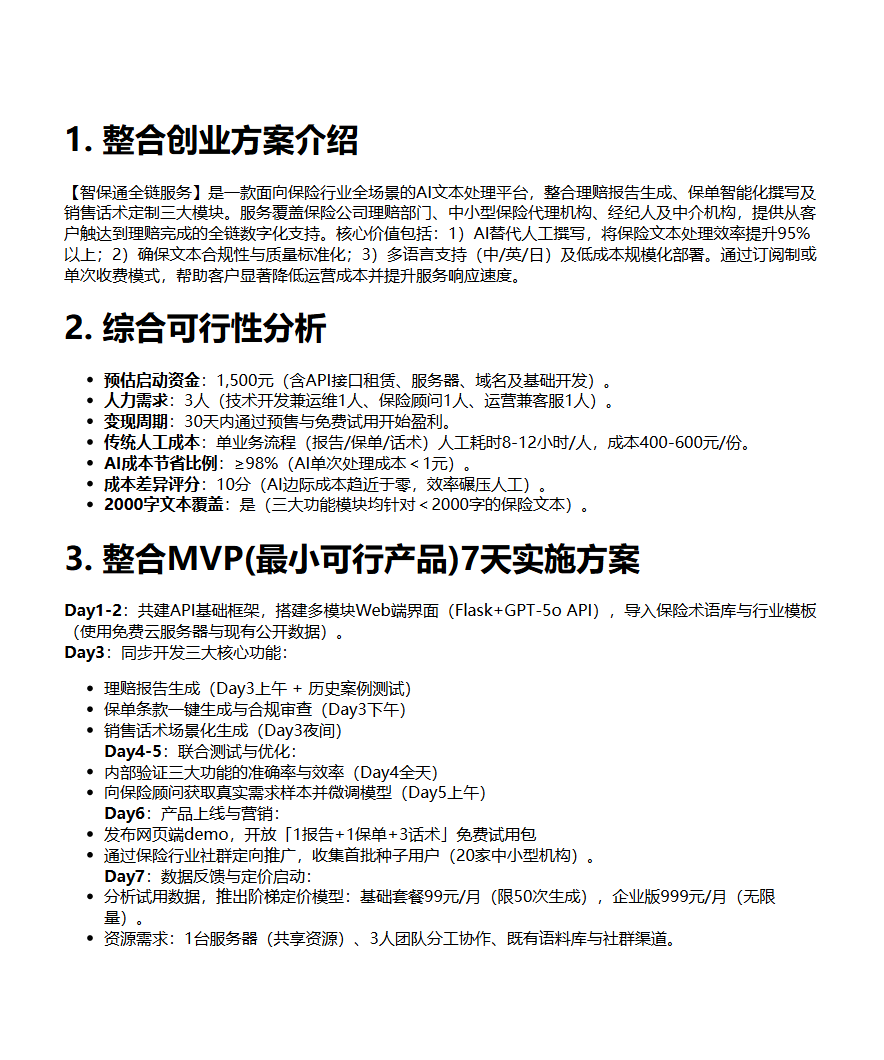 1. 整合创业方案介绍
【智保通全链服务】是一款面向保险行业全场景的AI文本处理平台，整合理赔报告生成、保单智能化撰写及
销售话术定制三大模块。服务覆盖保险公司理赔部门、中小型保险代理机构、经纪人及中介机构，提供从客
户触达到理赔完成的全链数字化支持。核心价值包括：1）AI替代人工撰写，将保险文本处理效率提升95%
以上；2）确保文本合规性与质量标准化；3）多语言支持（中/英/日）及低成本规模化部署。通过订阅制或
单次收费模式，帮助客户显著降低运营成本并提升服务响应速度。
2. 综合可行性分析
• 预估启动资金：1,500元（含API接口租赁、服务器、域名及基础开发）。
• 人力需求：3人（技术开发兼运维1人、保险顾问1人、运营兼客服1人）。
• 变现周期：30天内通过预售与免费试用开始盈利。
• 传统人工成本：单业务流程（报告/保单/话术）人工耗时8-12小时/人，成本400-600元/份。
• AI成本节省比例：≥98%（AI单次处理成本＜1元）。
• 成本差异评分：10分（AI边际成本趋近于零，效率碾压人工）。
• 2000字文本覆盖：是（三大功能模块均针对＜2000字的保险文本）。
3. 整合MVP(最小可行产品)7天实施方案
Day1-2：共建API基础框架，搭建多模块Web端界面（Flask+GPT-5o API），导入保险术语库与行业模板
（使用免费云服务器与现有公开数据）。
Day3：同步开发三大核心功能：
• 理赔报告生成（Day3上午 + 历史案例测试）
• 保单条款一键生成与合规审查（Day3下午）
• 销售话术场景化生成（Day3夜间）
Day4-5：联合测试与优化：
• 内部验证三大功能的准确率与效率（Day4全天）
• 向保险顾问获取真实需求样本并微调模型（Day5上午）
Day6：产品上线与营销：
• 发布网页端demo，开放「1报告+1保单+3话术」免费试用包
• 通过保险行业社群定向推广，收集首批种子用户（20家中小型机构）。
Day7：数据反馈与定价启动：
• 分析试用数据，推出阶梯定价模型：基础套餐99元/月（限50次生成），企业版999元/月（无限
量）。
• 资源需求：1台服务器（共享资源）、3人团队分工协作、既有语料库与社群渠道。